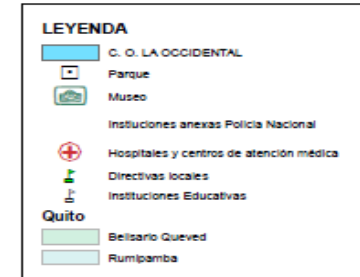 LEYENDA
C. O. LA OCCIDENTAL
Parque
Museo
Instiuciones anexas Policia Nacional
Hospitales y centros de atención médica
Directivas locales
Instituciones Educativas
Quito
Belisario Queved
Rumipamba